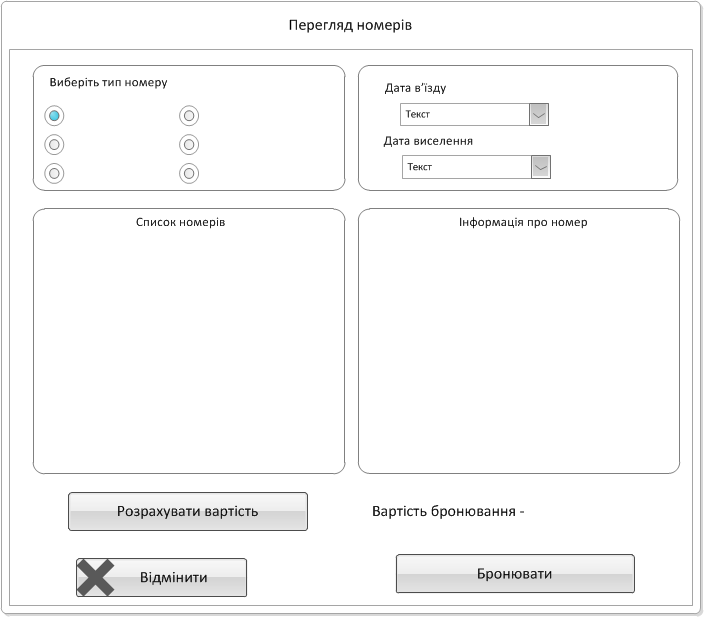 Перегляд номерів
Виберіть тип номеру
Дата в’їзду
Текст
Дата виселення
Текст
Список номерів
Інформація про номер
Розрахувати вартість
Вартість бронювання -
Відмінити
Бронювати